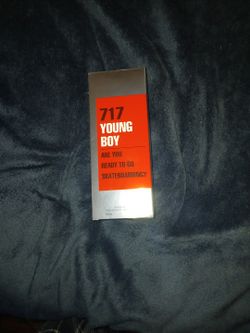 717
YOUNG
BOY
ARE YOU
READY TO GO
SKATEBOARDING?